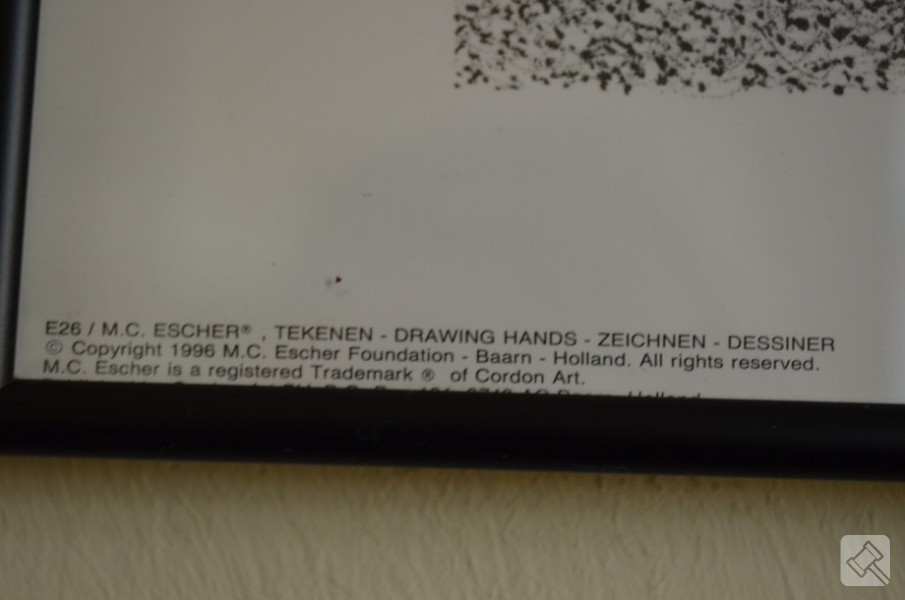 E26 / M.C. ESCHER® , TEKENEN - DRAWING HANDS - ZEICHNEN - DESSINER
© Copyright 1996 M.C. Escher Foundation - Baarn - Holland. All rights reserved.
M.C. Escher is a registered Trademark ® of Cordon Art.